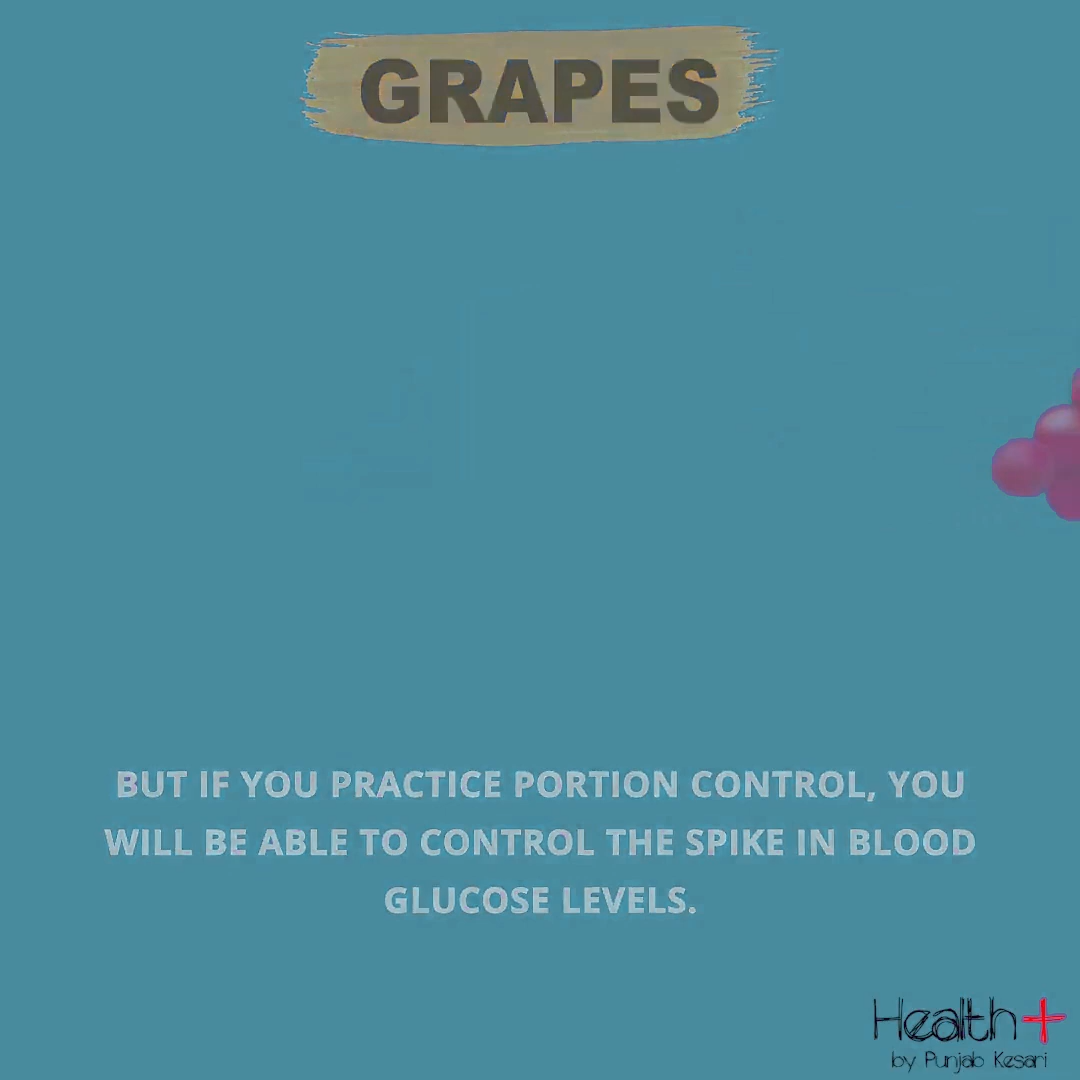 GRAPES
BUT IF YOU PRACTICE PORTION CONTROL, YOU
WILL BE ABLE TO CONTROL THE SPIKE IN BLOOD
GLUCOSE LEVELS.
Health+
by Punjab Kesari